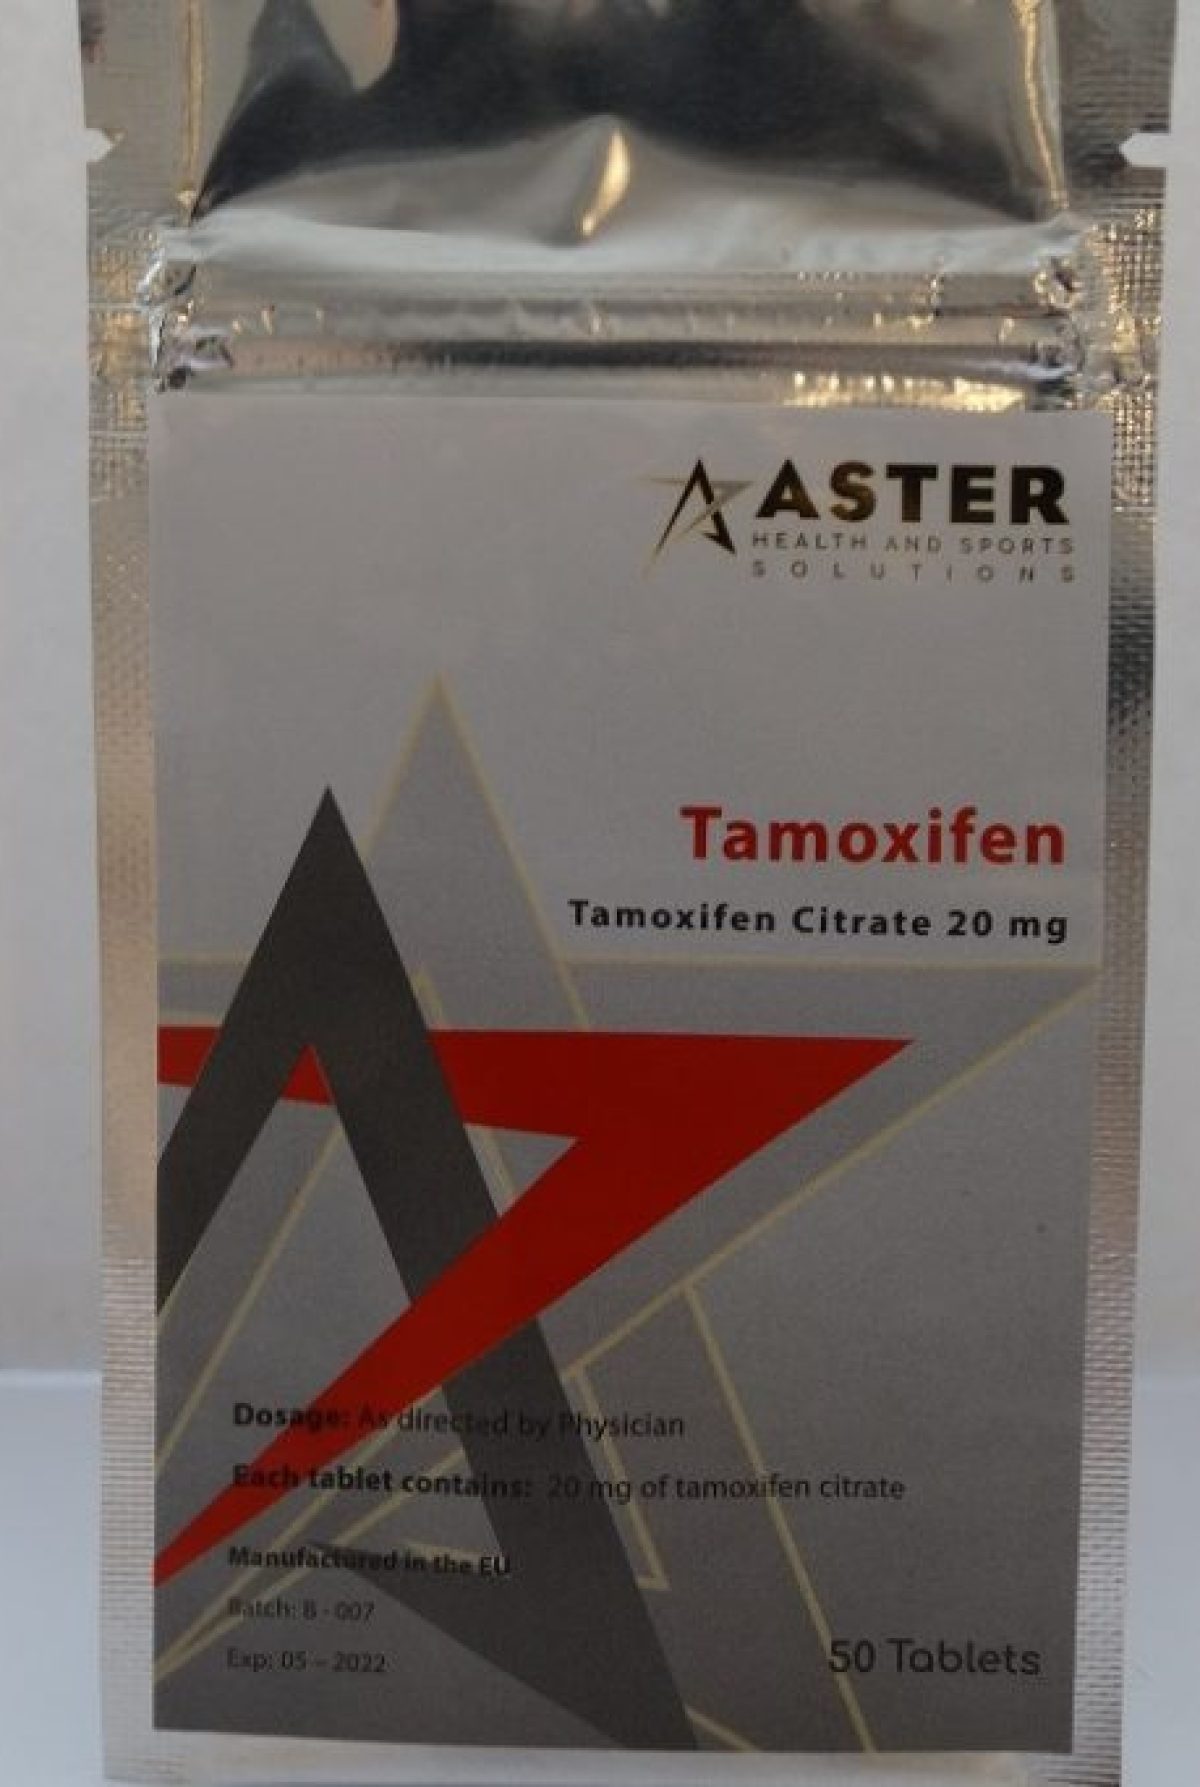 ASTER
HEALTH AND SPORTS
SOLUTIONS
Tamoxifen
Tamoxifen Citrate 20 mg
Dosage: As directed by Physician
Each tablet contains: 20 mg of tamoxifen citrate
Manufactured in the EU
Batch: B - 007
Exp: 05 - 2022
50 Tablets